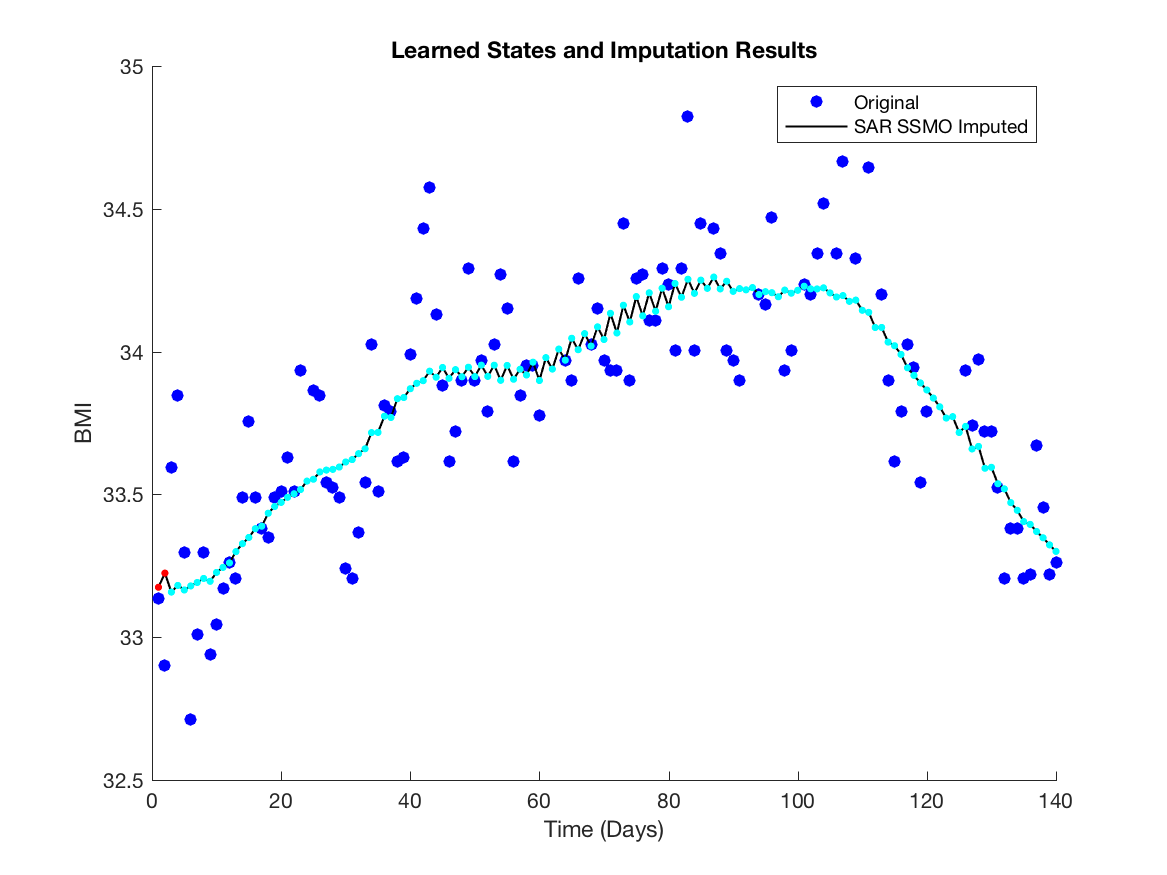 Learned States and Imputation Results
35
34.5
34
33.5
33
32.5
BMI
Original
SAR SSMO Imputed
0 20 40 60 80 100 120 140
Time (Days)